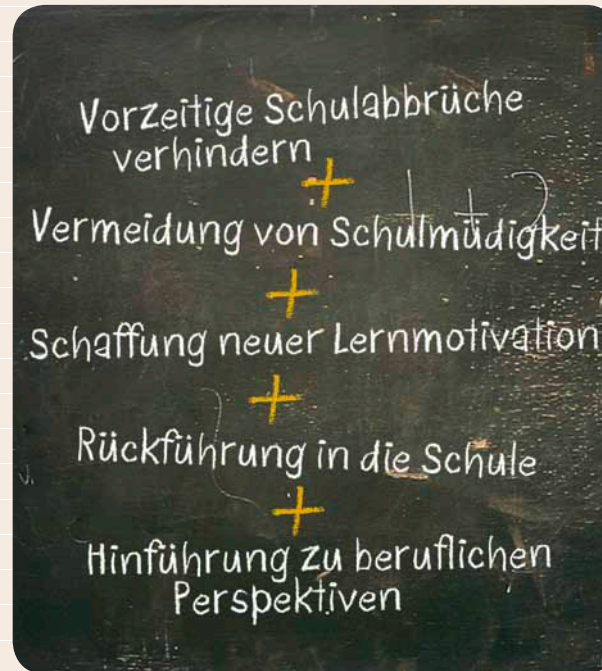 Vorzeitige Schulabbrüche
verhindern
+
Vermeidung von Schulmüdigkeit
+
Schaffung neuer Lernmotivation
+
Rückführung in die Schule
+
Hinführung zu beruflichen
Perspektiven